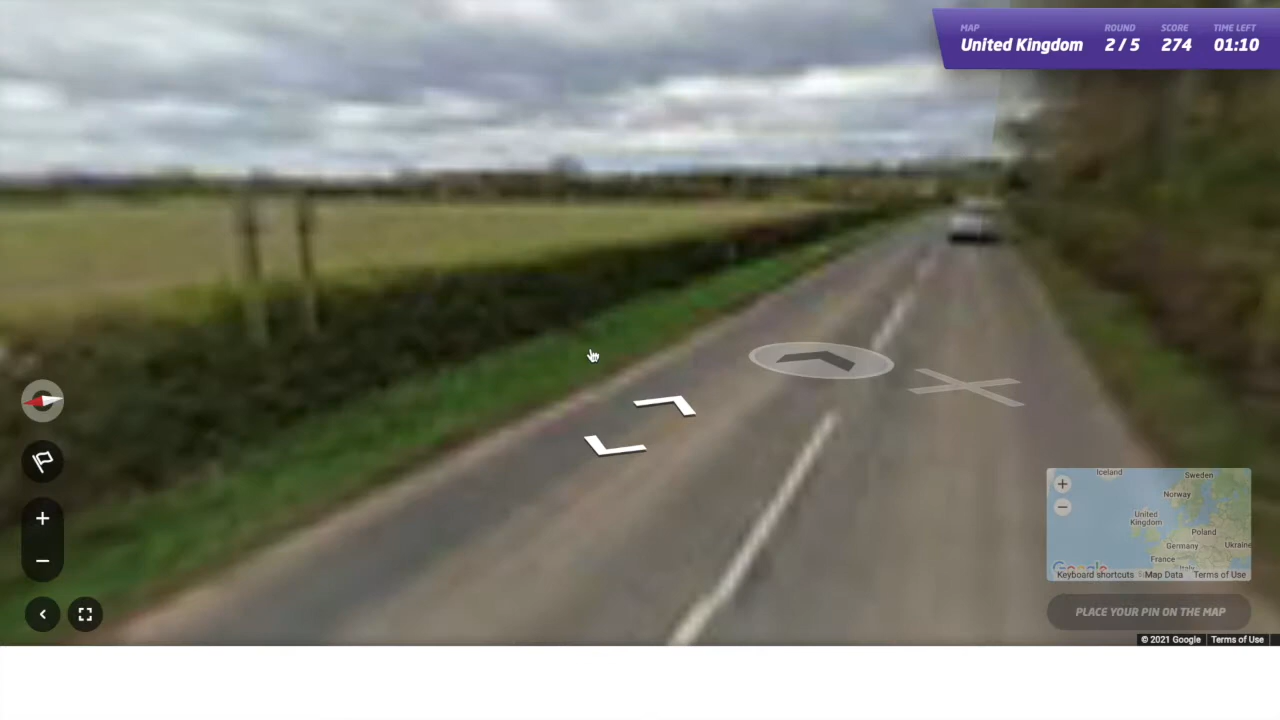 MAP ROUND SCORE TIME LEFT
United Kingdom 2 / 5 274 01:10
Iceland
Sweden
Norway
United
Kingdom
Poland
Germany
Ukraine
France
Google
Keyboard shortcuts Map Data Terms of Use
PLACE YOUR PIN ON THE MAP
© 2021 Google Terms of Use